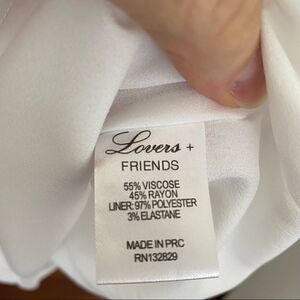 Lovers +
FRIENDS
55% VISCOSE
45% RAYON
LINER: 97% POLYESTER
3% ELASTANE
MADE IN PRC
RN132829